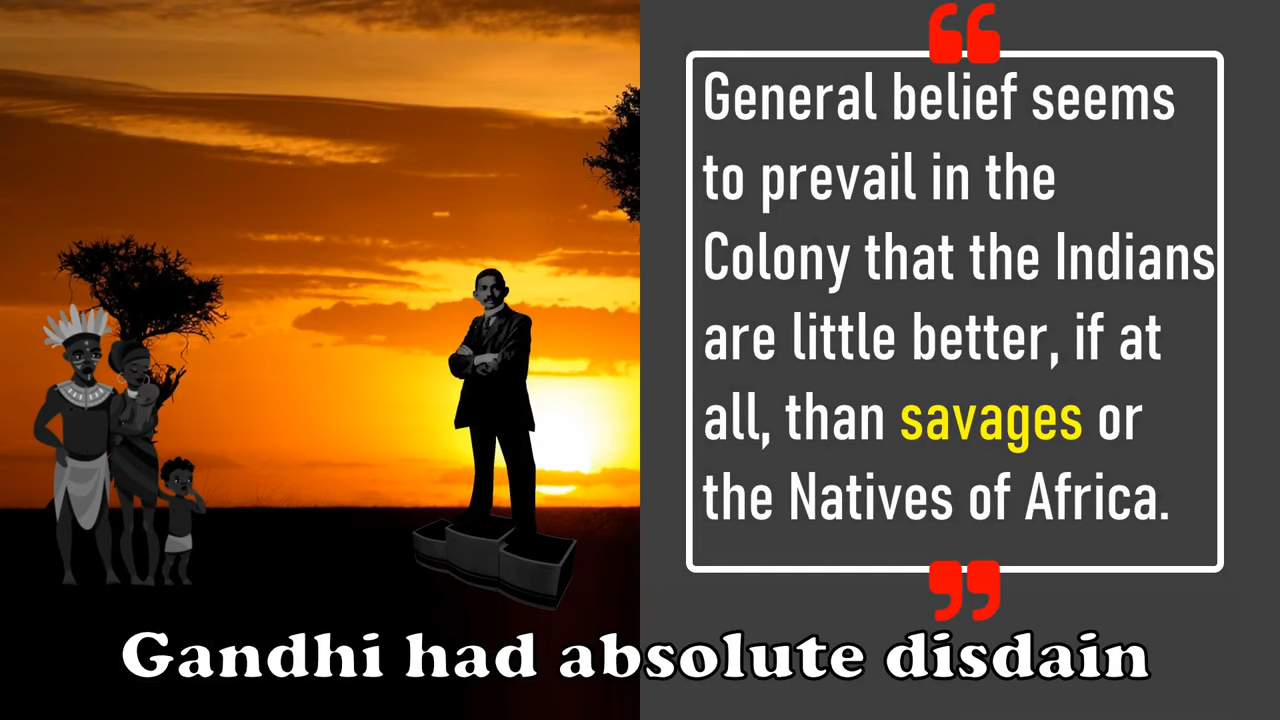 “
General belief seems
to prevail in the
Colony that the Indians
are little better, if at
all, than savages or
the Natives of Africa.
”
Gandhi had absolute disdain